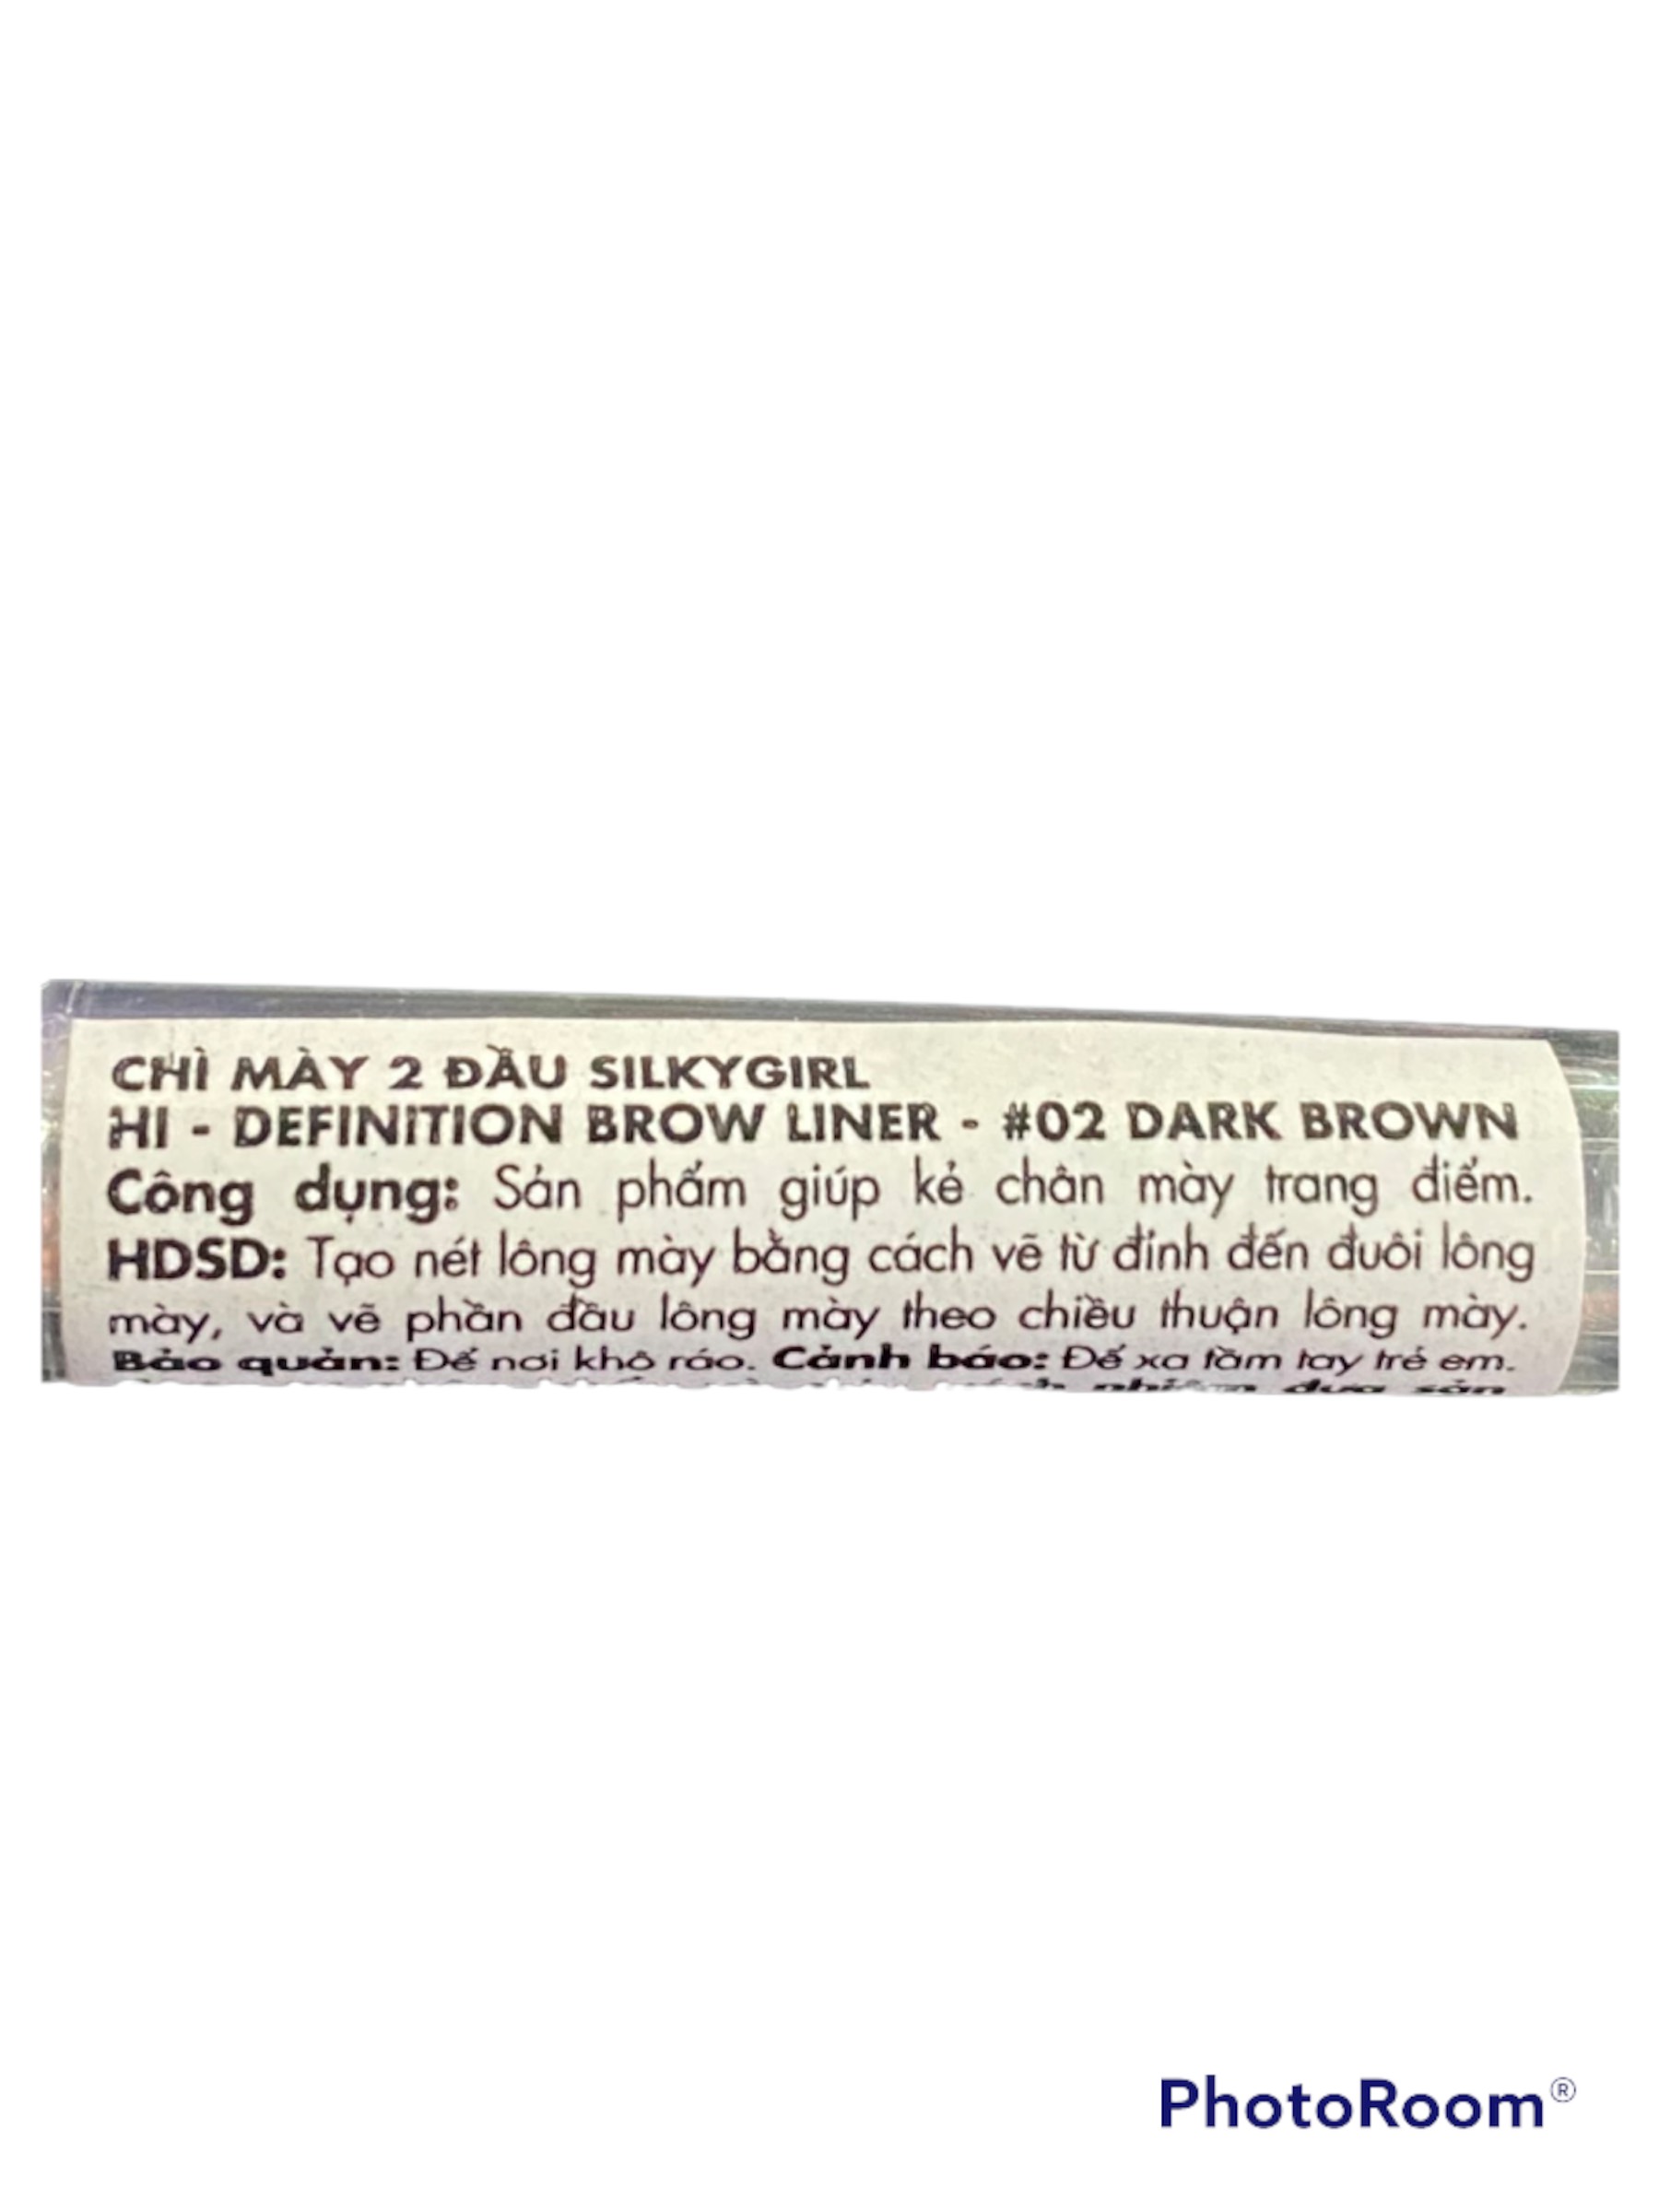 CHÌ MÀY 2 ĐẦU SILKYGIRL
HI - DEFINITION BROW LINER - #02 DARK BROWN
Công dụng: Sản phẩm giúp kẻ chân mày trang điểm.
HDSD: Tạo nét lông mày bằng cách vẽ từ đỉnh đến đuôi lông
mày, và vẽ phần đầu lông mày theo chiều thuận lông mày.
Bảo quản: Để nơi khô ráo. Cảnh báo: Để xa tầm tay trẻ em.
nhiệm đưa sản
PhotoRoom®